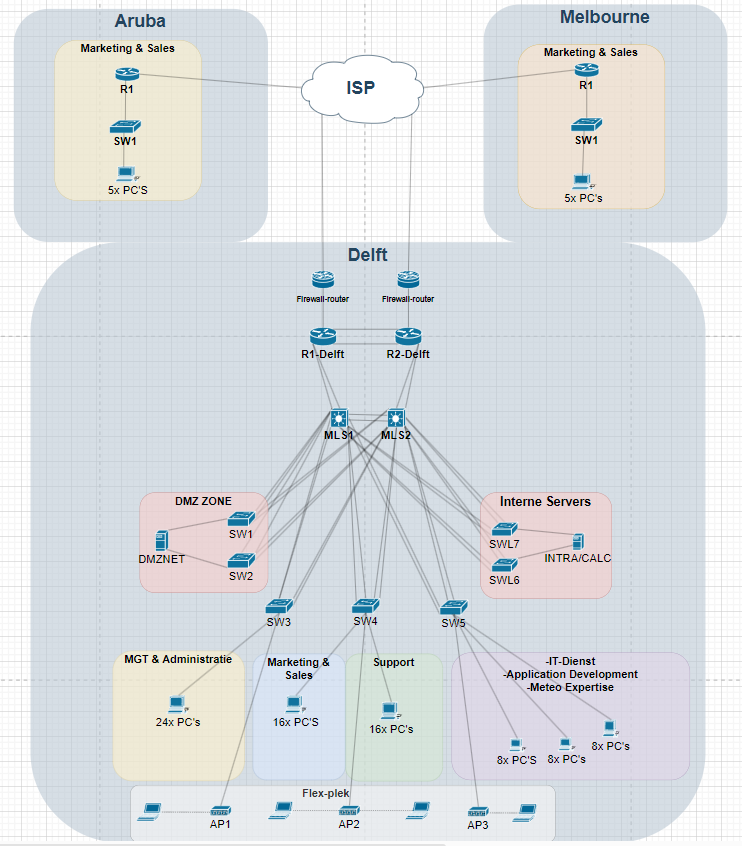 Aruba
Melbourne
Marketing & Sales
Marketing & Sales
R1
ISP
R1
SW1
SW1
5x PC'S
5x PC's
Delft
Firewall-router
Firewall-router
R1-Delft
R2-Delft
MLS1
MLS2
DMZ ZONE
Interne Servers
SW1
DMZNET
SW2
SWL7
INTRA/CALC
SWL6
SW3
SW4
SW5
MGT & Administratie
Marketing &
Sales
Support
-IT-Dienst
-Application Development
-Meteo Expertise
24x PC's
16x PC'S
16x PC's
8x PC'S
8x PC's
8x PC's
Flex-plek
AP1
AP2
AP3